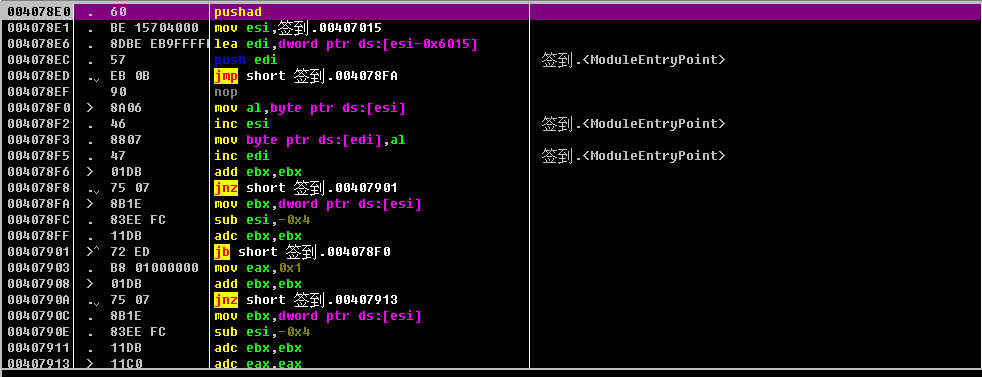 004078E0 . 60 pushad
004078E1 . BE 15704000 mov esi,签到.00407015
004078E6 . 8DBE EB9FFFFI lea edi,dword ptr ds:[esi-0x6015]
004078EC . 57 push edi 签到.<ModuleEntryPoint>
004078ED .⌄ EB 0B jmp short 签到.004078FA
004078EF 90 nop
004078F0 > 8A06 mov al,byte ptr ds:[esi]
004078F2 . 46 inc esi 签到.<ModuleEntryPoint>
004078F3 . 8807 mov byte ptr ds:[edi],al
004078F5 . 47 inc edi 签到.<ModuleEntryPoint>
004078F6 > 01DB add ebx,ebx
004078F8 .⌄ 75 07 jnz short 签到.00407901
004078FA > 8B1E mov ebx,dword ptr ds:[esi]
004078FC . 83EE FC sub esi,-0x4
004078FF . 11DB adc ebx,ebx
00407901 >^ 72 ED jb short 签到.004078F0
00407903 . B8 01000000 mov eax,0x1
00407908 > 01DB add ebx,ebx
0040790A .⌄ 75 07 jnz short 签到.00407913
0040790C . 8B1E mov ebx,dword ptr ds:[esi]
0040790E . 83EE FC sub esi,-0x4
00407911 . 11DB adc ebx,ebx
00407913 > 11C0 adc eax,eax